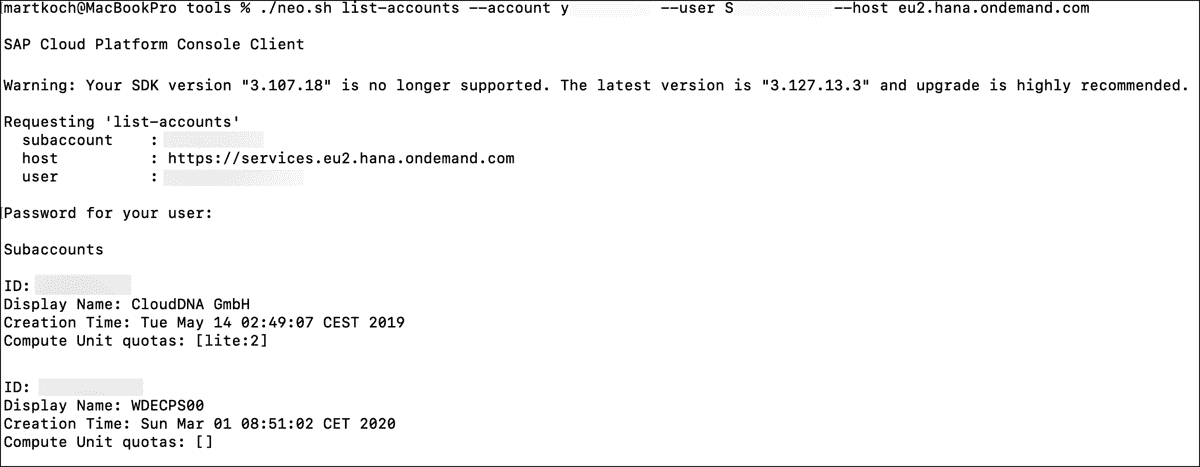 martkoch@MacBookPro tools % ./neo.sh list-accounts --account y --user S --host eu2.hana.ondemand.com
SAP Cloud Platform Console Client
Warning: Your SDK version "3.107.18" is no longer supported. The latest version is "3.127.13.3" and upgrade is highly recommended.
Requesting 'list-accounts'
subaccount :
host : https://services.eu2.hana.ondemand.com
user :
Password for your user:
Subaccounts
ID:
Display Name: CloudDNA GmbH
Creation Time: Tue May 14 02:49:07 CEST 2019
Compute Unit quotas: [lite:2]
ID:
Display Name: WDECPS00
Creation Time: Sun Mar 01 08:51:02 CET 2020
Compute Unit quotas: []